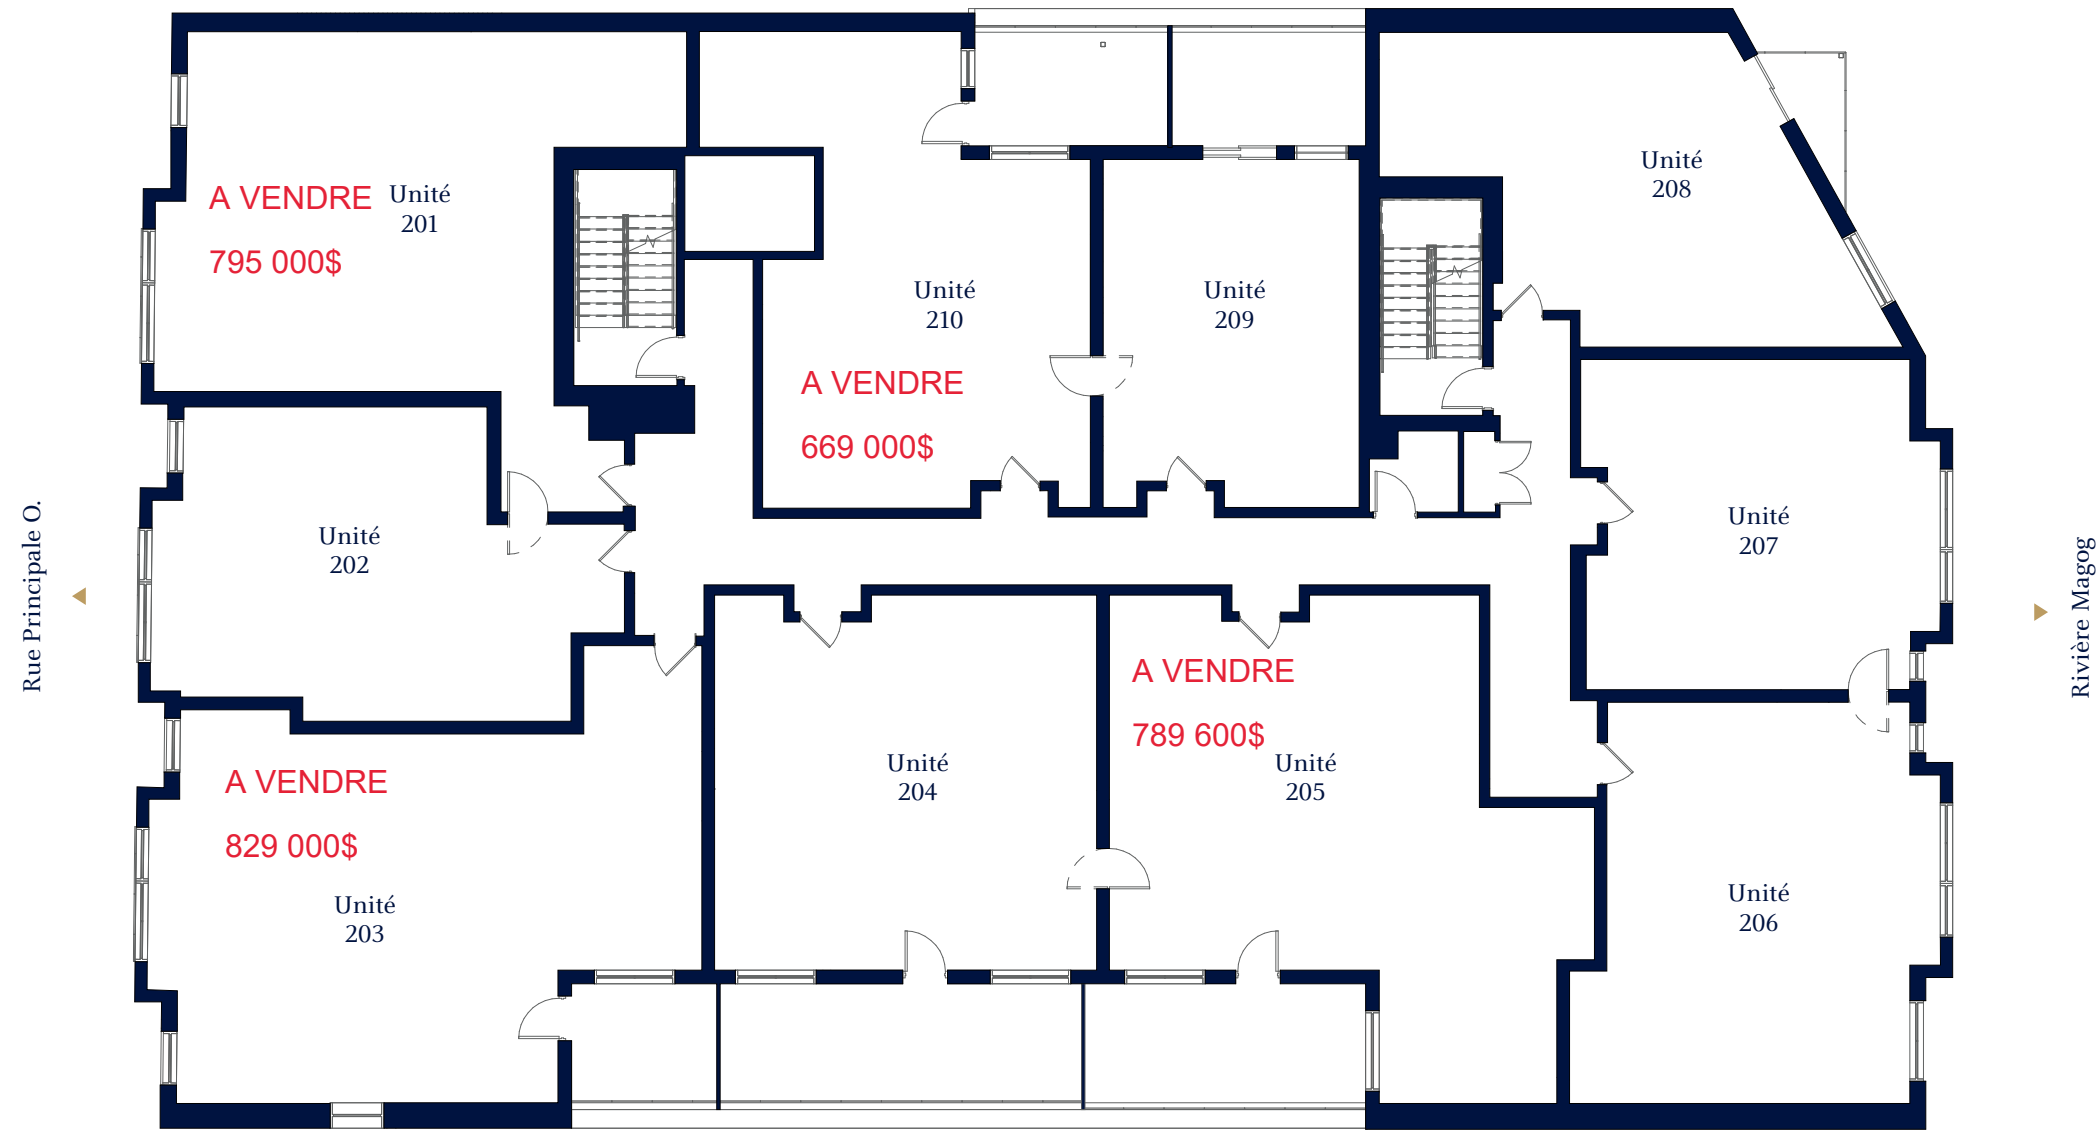 A VENDRE
795 000$
Unité
201
Unité
208
Unité
210
A VENDRE
669 000$
Unité
209
Rue Principale O.
Unité
202
Unité
207
Rivière Magog
A VENDRE
829 000$
Unité
203
Unité
204
A VENDRE
789 600$
Unité
205
Unité
206